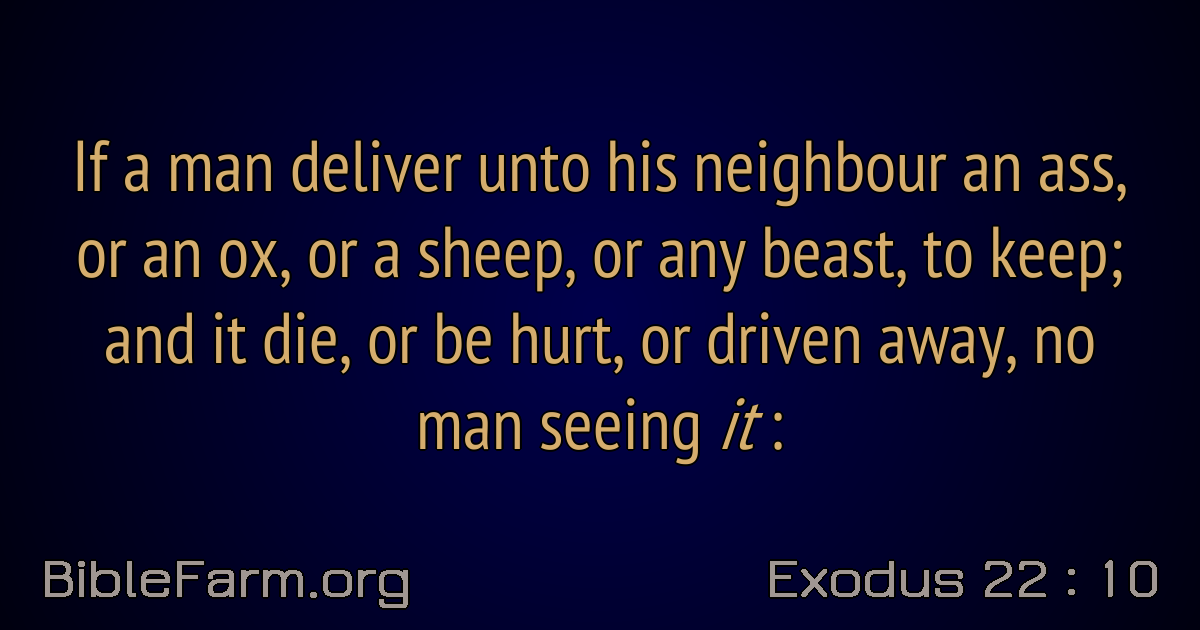 If a man deliver unto his neighbour an ass,
or an ox, or a sheep, or any beast, to keep;
and it die, or be hurt, or driven away, no
man seeing it :
BibleFarm.org
Exodus 22 : 10